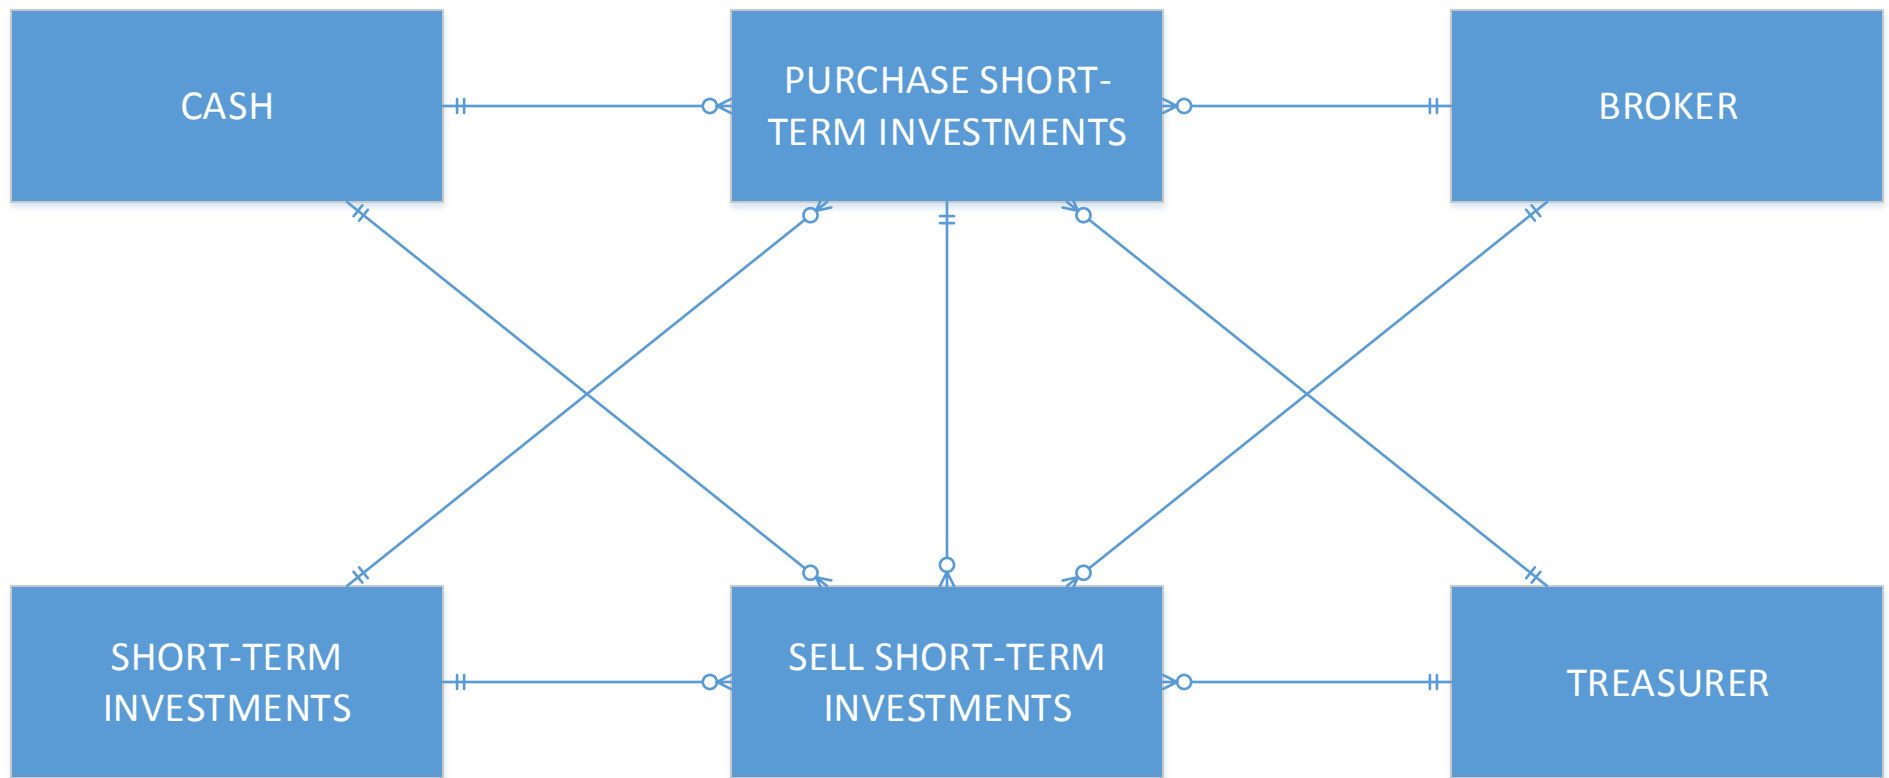 CASH
PURCHASE SHORT-
TERM INVESTMENTS
BROKER
SHORT-TERM
INVESTMENTS
SELL SHORT-TERM
INVESTMENTS
TREASURER